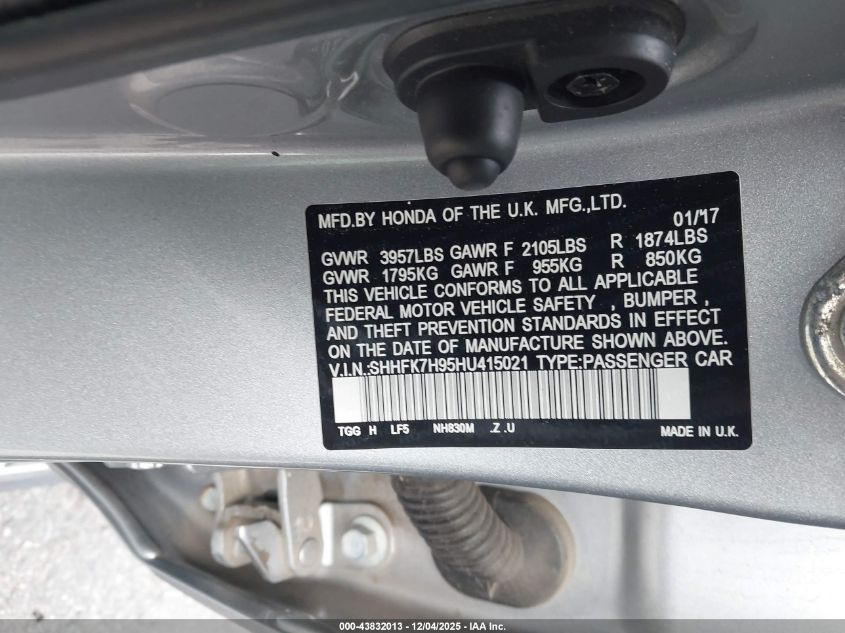 MFD.BY HONDA OF THE U.K. MFG.,LTD.
01/17
GVWR 3957LBS GAWR F 2105LBS R 1874LBS
GVWR 1795KG GAWR F 955KG R 850KG
THIS VEHICLE CONFORMS TO ALL APPLICABLE
FEDERAL MOTOR VEHICLE SAFETY , BUMPER ,
AND THEFT PREVENTION STANDARDS IN EFFECT
ON THE DATE OF MANUFACTURE SHOWN ABOVE.
V.I.N.:SHHFK7H95HU415021 TYPE:PASSENGER CAR
TGG H LF5 NH830M .Z .U MADE IN U.K.
000-43832013 - 12/04/2025 - IAA Inc.